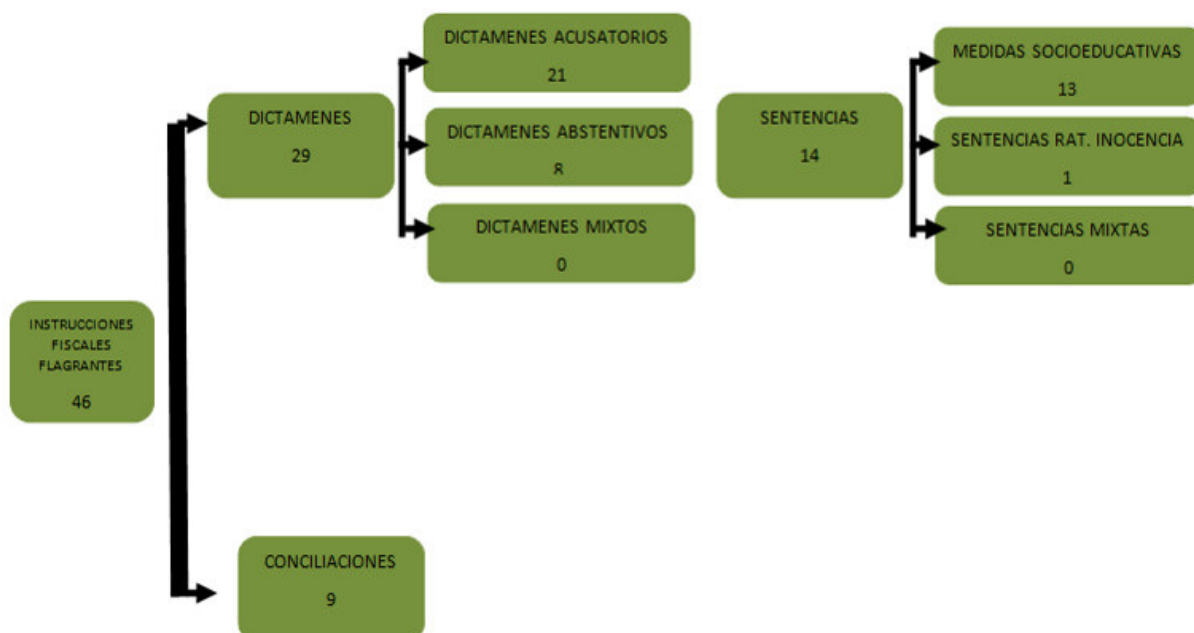 DICTAMENES ACUSATORIOS
21
DICTAMENES
29
DICTAMENES ABSTENTIVOS
8
DICTAMENES MIXTOS
0
SENTENCIAS
14
MEDIDAS SOCIOEDUCATIVAS
13
SENTENCIAS RAT. INOCENCIA
1
SENTENCIAS MIXTAS
0
INSTRUCCIONES
FISCALES
FLAGRANTES
46
CONCILIACIONES
9